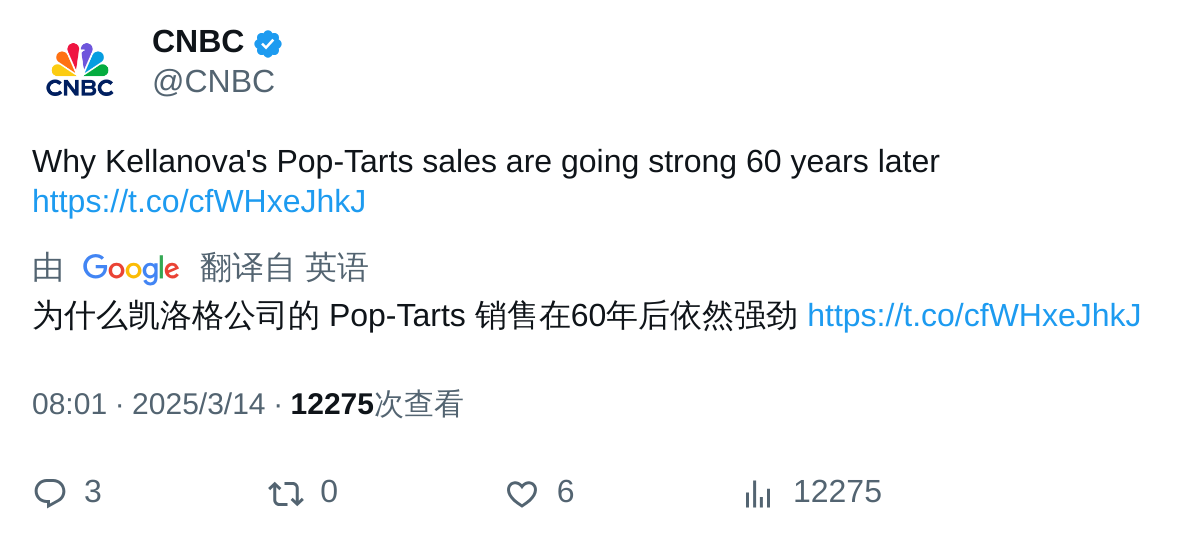 CNBC
CNBC
@CNBC
Why Kellanova's Pop-Tarts sales are going strong 60 years later
https://t.co/cfWHxeJhkJ
由 Google 翻译自 英语
为什么凯洛格公司的 Pop-Tarts 销售在60年后依然强劲 https://t.co/cfWHxeJhkJ
08:01 · 2025/3/14 · 12275次查看
3 0 6 12275